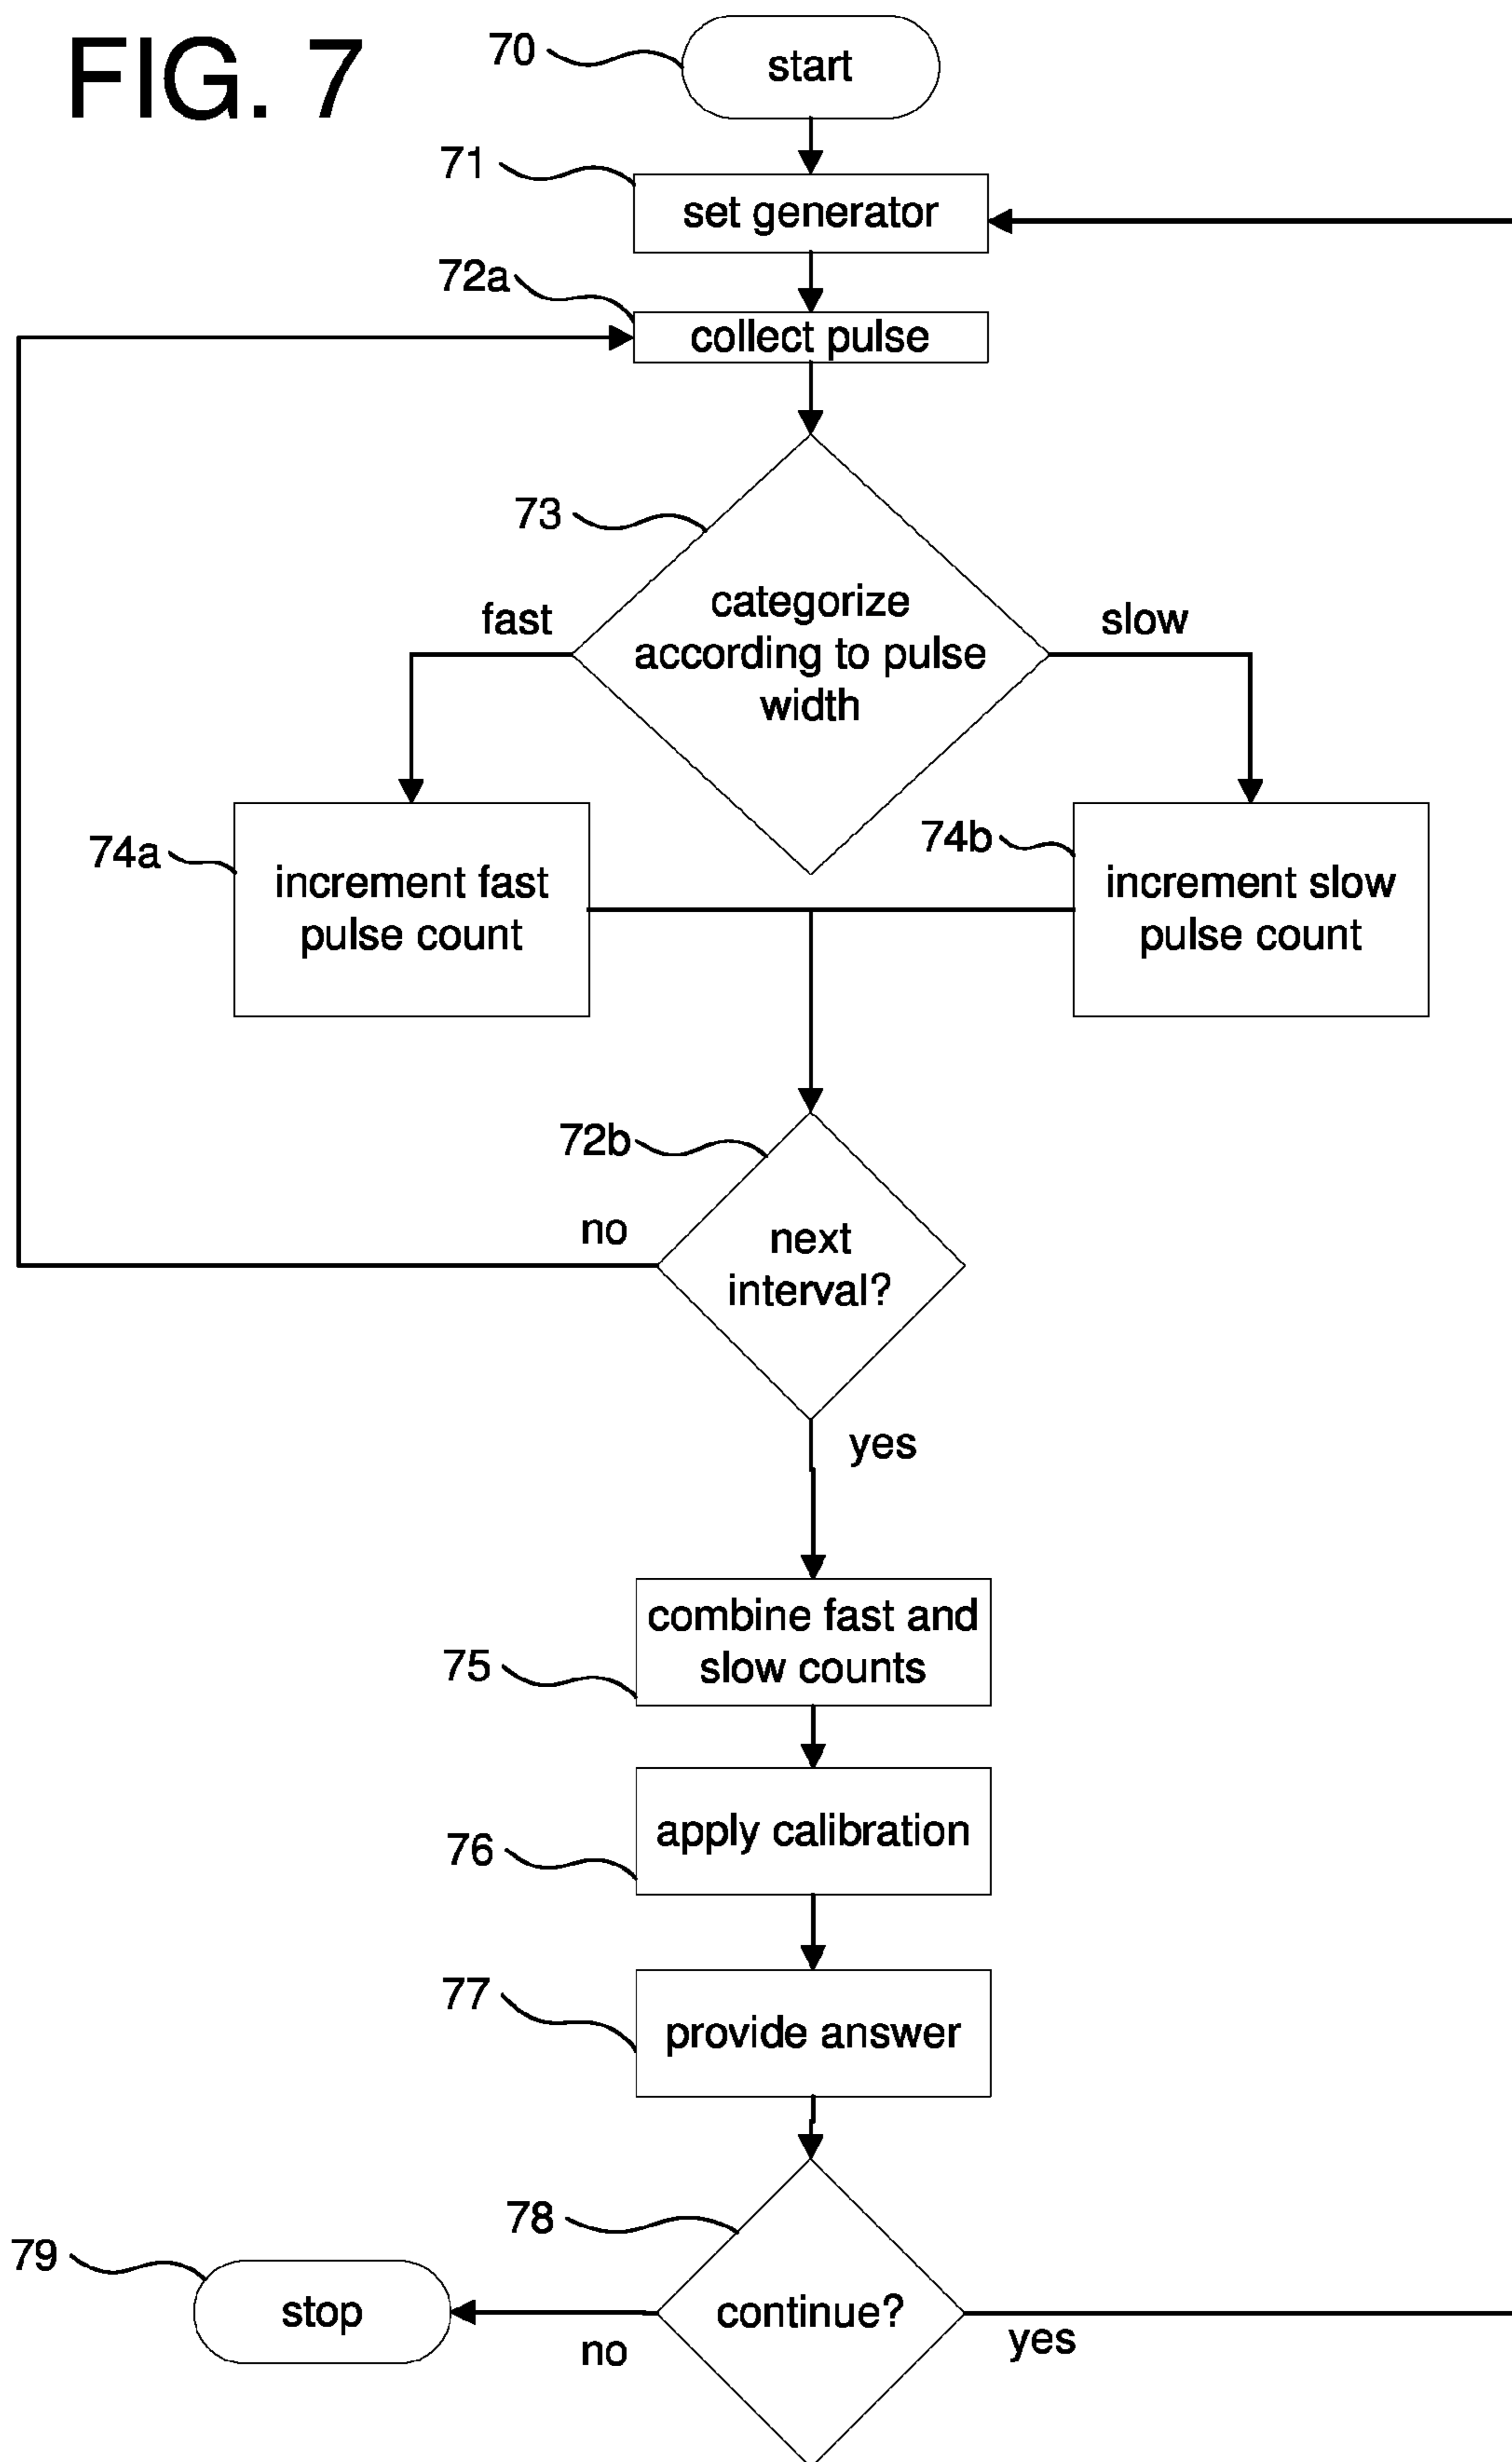 FIG. 7
70
start
71
set generator
72a
collect pulse
73
categorize
according to pulse
width
fast
slow
74a
increment fast
pulse count
74b
increment slow
pulse count
72b
next
interval?
no
yes
75
combine fast and
slow counts
76
apply calibration
77
provide answer
78
continue?
79
stop
no
yes